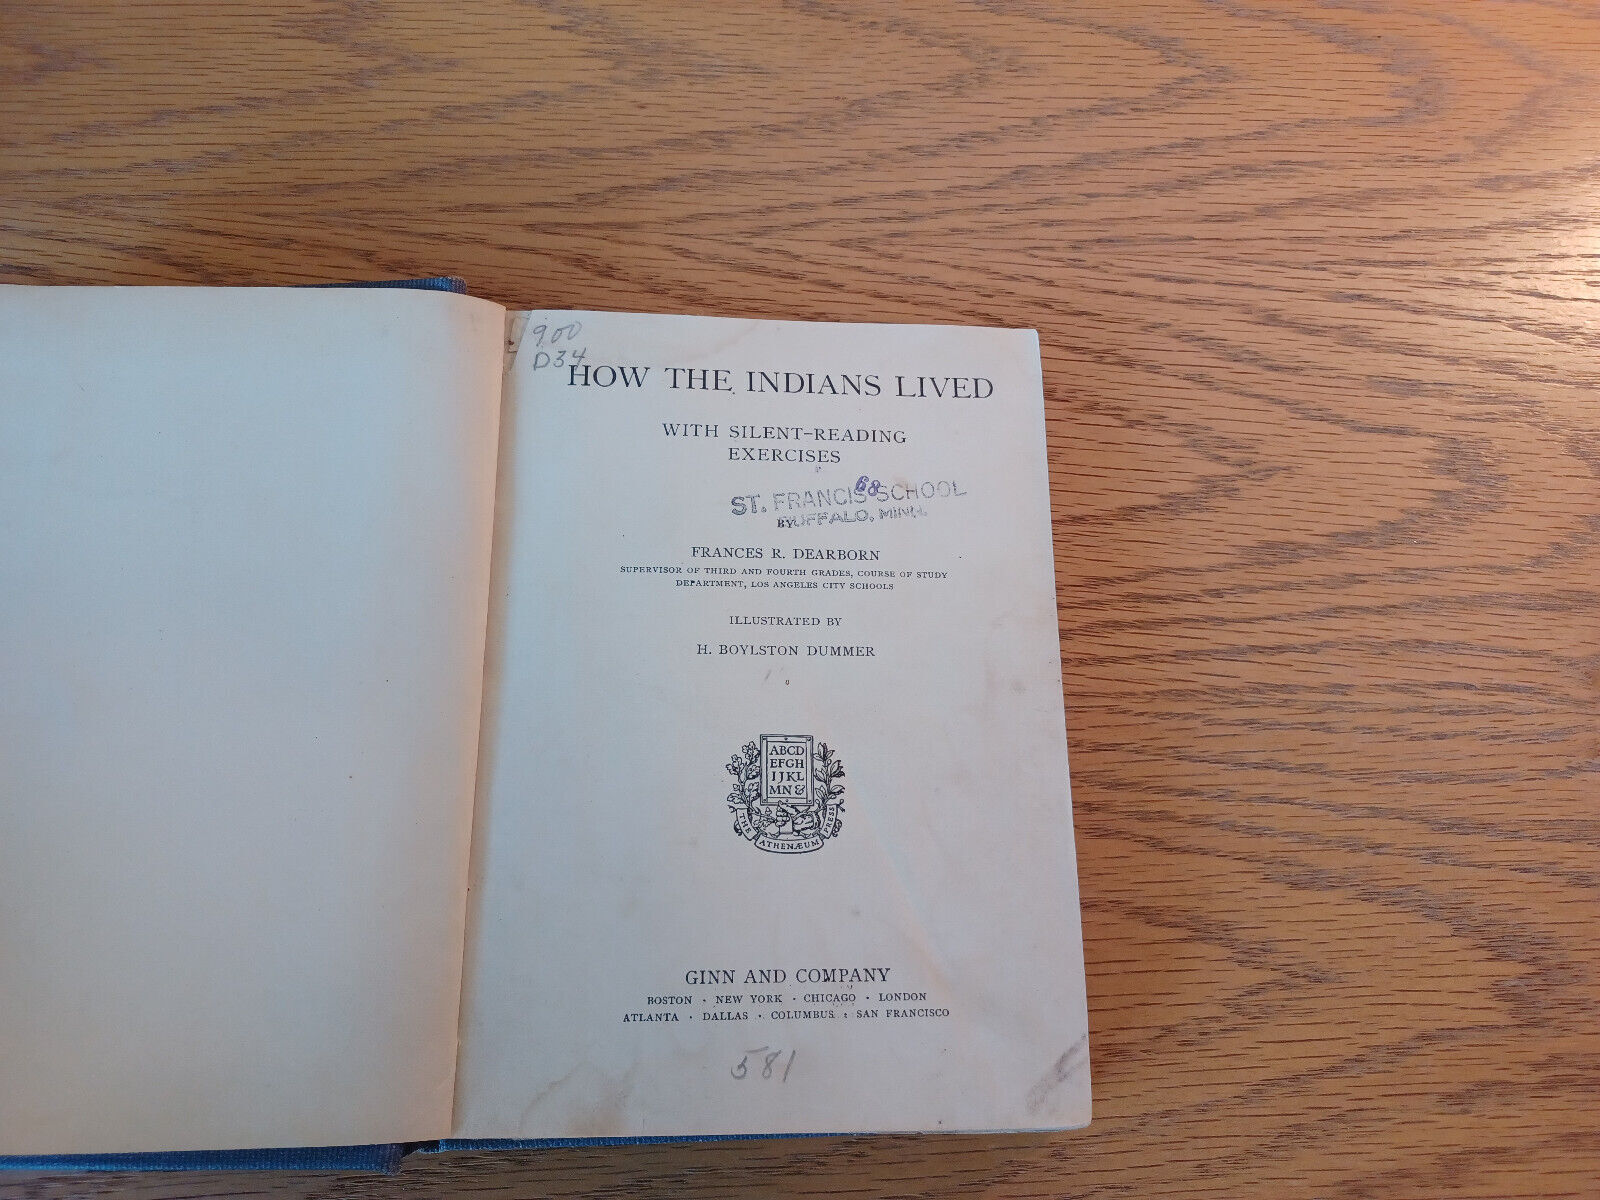 900
D34
HOW THE INDIANS LIVED
WITH SILENT-READING
EXERCISES
68
ST. FRANCIS SCHOOL
BUFFALO, MINN.
BY
FRANCES R. DEARBORN
SUPERVISOR OF THIRD AND FOURTH GRADES, COURSE OF STUDY
DEPARTMENT, LOS ANGELES CITY SCHOOLS
ILLUSTRATED BY
H. BOYLSTON DUMMER
ABCD
EFGH
IJKL
MN&
THE ATHENÆUM PRESS
GINN AND COMPANY
BOSTON · NEW YORK · CHICAGO · LONDON
ATLANTA · DALLAS · COLUMBUS · SAN FRANCISCO
581